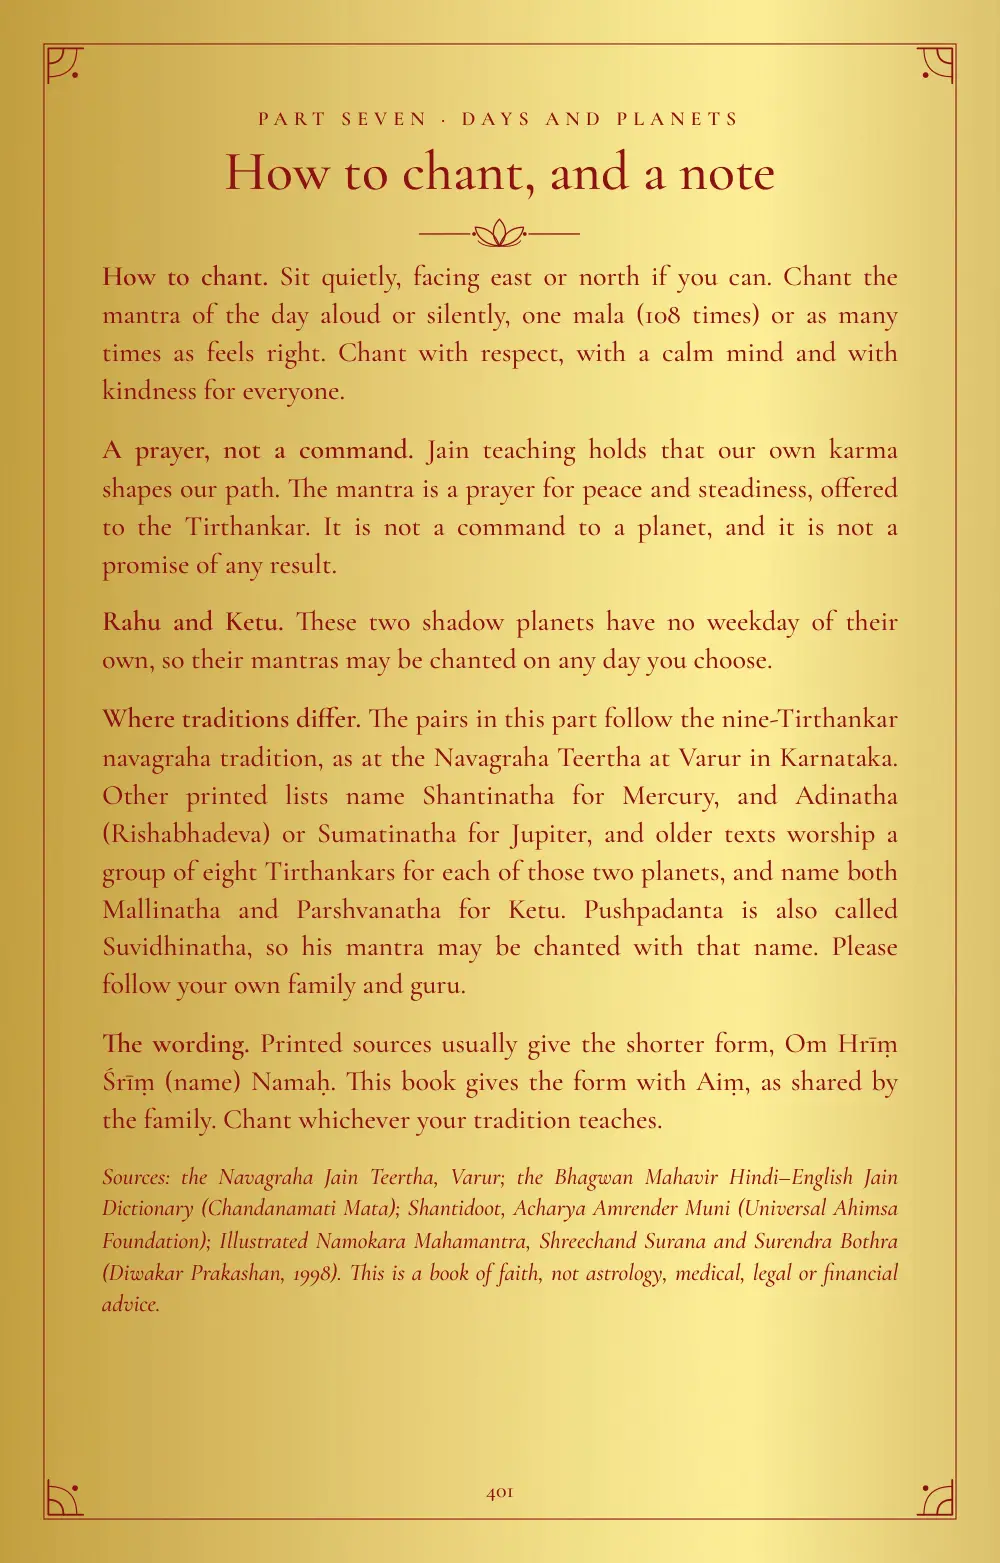 PART SEVEN · DAYS AND PLANETS
How to chant, and a note
How to chant. Sit quietly, facing east or north if you can. Chant the
mantra of the day aloud or silently, one mala (108 times) or as many
times as feels right. Chant with respect, with a calm mind and with
kindness for everyone.
A prayer, not a command. Jain teaching holds that our own karma
shapes our path. The mantra is a prayer for peace and steadiness, offered
to the Tirthankar. It is not a command to a planet, and it is not a
promise of any result.
Rahu and Ketu. These two shadow planets have no weekday of their
own, so their mantras may be chanted on any day you choose.
Where traditions differ. The pairs in this part follow the nine-Tirthankar
navagraha tradition, as at the Navagraha Teertha at Varur in Karnataka.
Other printed lists name Shantinatha for Mercury, and Adinatha
(Rishabhadeva) or Sumatinatha for Jupiter, and older texts worship a
group of eight Tirthankars for each of those two planets, and name both
Mallinatha and Parshvanatha for Ketu. Pushpadanta is also called
Suvidhinatha, so his mantra may be chanted with that name. Please
follow your own family and guru.
The wording. Printed sources usually give the shorter form, Om Hrīṃ
Śrīṃ (name) Namaḥ. This book gives the form with Aiṃ, as shared by
the family. Chant whichever your tradition teaches.
Sources: the Navagraha Jain Teertha, Varur; the Bhagwan Mahavir Hindi–English Jain
Dictionary (Chandanamati Mata); Shantidoot, Acharya Amrender Muni (Universal Ahimsa
Foundation); Illustrated Namokara Mahamantra, Shreechand Surana and Surendra Bothra
(Diwakar Prakashan, 1998). This is a book of faith, not astrology, medical, legal or financial
advice.
401